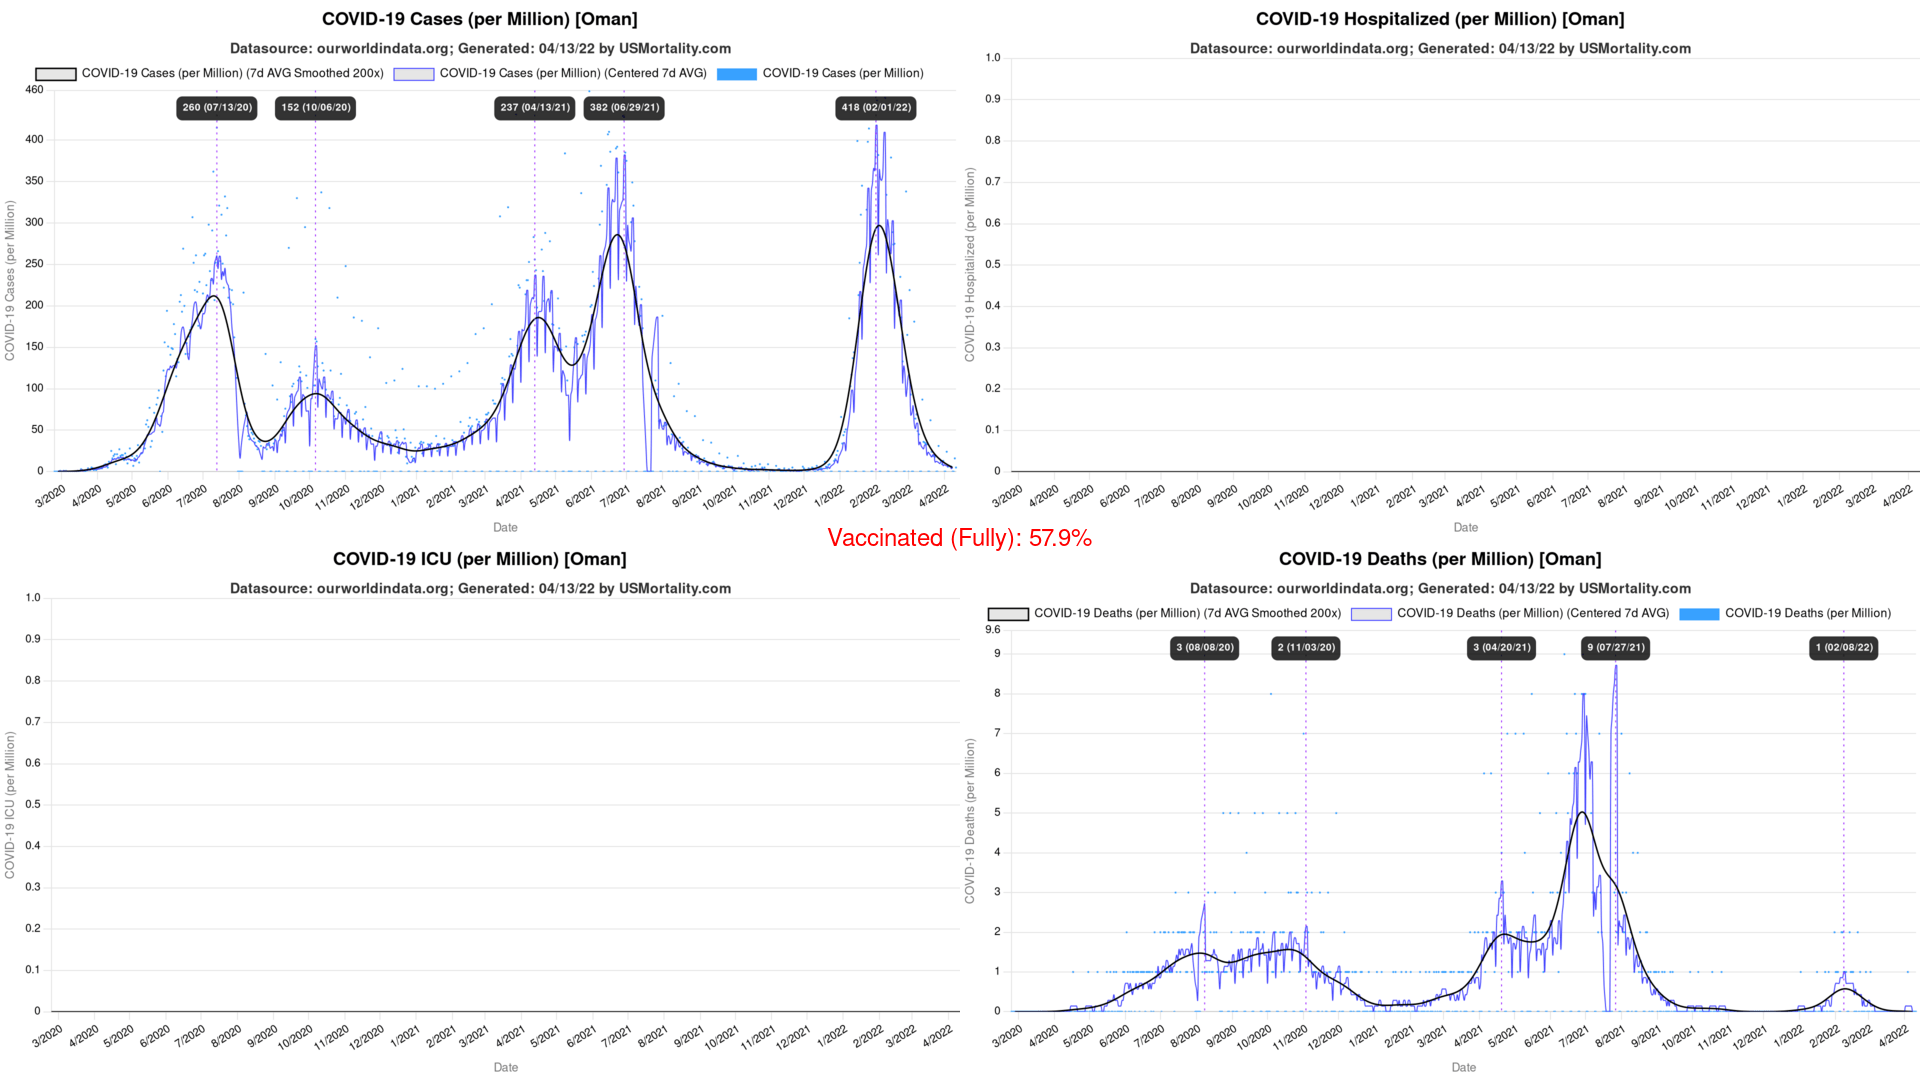 COVID-19 Cases (per Million) [Oman]
Datasource: ourworldindata.org; Generated: 04/13/22 by USMortality.com
COVID-19 Cases (per Million) (7d AVG Smoothed 200x) COVID-19 Cases (per Million) (Centered 7d AVG) COVID-19 Cases (per Million)
260 (07/13/20) 152 (10/06/20) 237 (04/13/21) 382 (06/29/21) 418 (02/01/22)
460
400
350
300
250
200
150
100
50
0
COVID-19 Cases (per Million)
3/2020 4/2020 5/2020 6/2020 7/2020 8/2020 9/2020 10/2020 11/2020 12/2020 1/2021 2/2021 3/2021 4/2021 5/2021 6/2021 7/2021 8/2021 9/2021 10/2021 11/2021 12/2021 1/2022 2/2022 3/2022 4/2022
Date
COVID-19 Hospitalized (per Million) [Oman]
Datasource: ourworldindata.org; Generated: 04/13/22 by USMortality.com
1.0
0.9
0.8
0.7
0.6
0.5
0.4
0.3
0.2
0.1
0
COVID-19 Hospitalized (per Million)
3/2020 4/2020 5/2020 6/2020 7/2020 8/2020 9/2020 10/2020 11/2020 12/2020 1/2021 2/2021 3/2021 4/2021 5/2021 6/2021 7/2021 8/2021 9/2021 10/2021 11/2021 12/2021 1/2022 2/2022 3/2022 4/2022
Date
Vaccinated (Fully): 57.9%
COVID-19 ICU (per Million) [Oman]
Datasource: ourworldindata.org; Generated: 04/13/22 by USMortality.com
1.0
0.9
0.8
0.7
0.6
0.5
0.4
0.3
0.2
0.1
0
COVID-19 ICU (per Million)
3/2020 4/2020 5/2020 6/2020 7/2020 8/2020 9/2020 10/2020 11/2020 12/2020 1/2021 2/2021 3/2021 4/2021 5/2021 6/2021 7/2021 8/2021 9/2021 10/2021 11/2021 12/2021 1/2022 2/2022 3/2022 4/2022
Date
COVID-19 Deaths (per Million) [Oman]
Datasource: ourworldindata.org; Generated: 04/13/22 by USMortality.com
COVID-19 Deaths (per Million) (7d AVG Smoothed 200x) COVID-19 Deaths (per Million) (Centered 7d AVG) COVID-19 Deaths (per Million)
3 (08/08/20) 2 (11/03/20) 3 (04/20/21) 9 (07/27/21) 1 (02/08/22)
9.6
9
8
7
6
5
4
3
2
1
0
COVID-19 Deaths (per Million)
3/2020 4/2020 5/2020 6/2020 7/2020 8/2020 9/2020 10/2020 11/2020 12/2020 1/2021 2/2021 3/2021 4/2021 5/2021 6/2021 7/2021 8/2021 9/2021 10/2021 11/2021 12/2021 1/2022 2/2022 3/2022 4/2022
Date